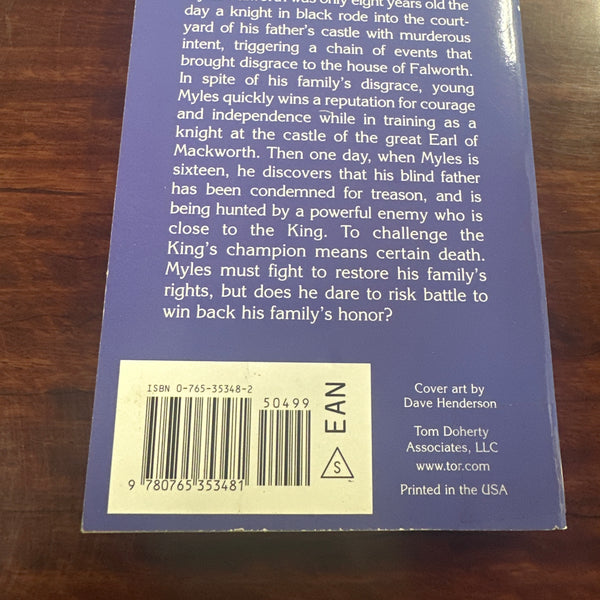 was only eight years old the
day a knight in black rode into the court-
yard of his father's castle with murderous
intent, triggering a chain of events that
brought disgrace to the house of Falworth.
In spite of his family's disgrace, young
Myles quickly wins a reputation for courage
and independence while in training as a
knight at the castle of the great Earl of
Mackworth. Then one day, when Myles is
sixteen, he discovers that his blind father
has been condemned for treason, and is
being hunted by a powerful enemy who is
close to the King. To challenge the
King's champion means certain death.
Myles must fight to restore his family's
rights, but does he dare to risk battle to
win back his family's honor?
ISBN 0-765-35348-2
50499
EAN
S
9 780765 353481
Cover art by
Dave Henderson
Tom Doherty
Associates, LLC
www.tor.com
Printed in the USA